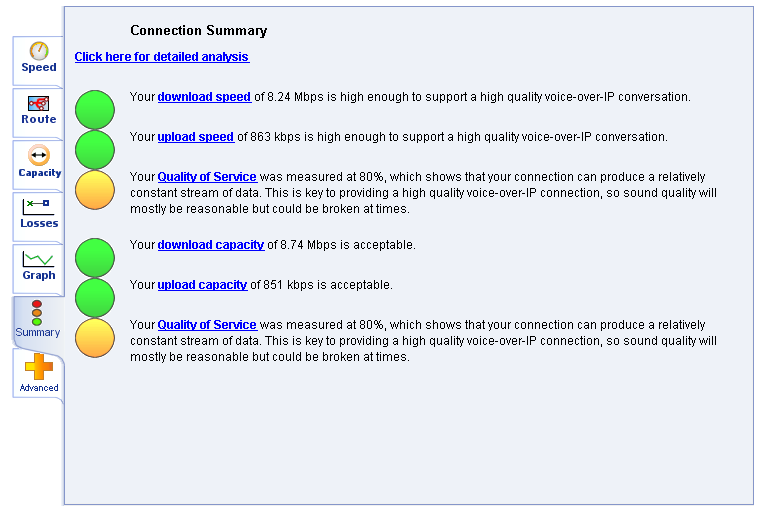 Connection Summary
Click here for detailed analysis
Speed
Your download speed of 8.24 Mbps is high enough to support a high quality voice-over-IP conversation.
Route
Your upload speed of 863 kbps is high enough to support a high quality voice-over-IP conversation.
Capacity
Your Quality of Service was measured at 80%, which shows that your connection can produce a relatively
constant stream of data. This is key to providing a high quality voice-over-IP connection, so sound quality will
mostly be reasonable but could be broken at times.
Losses
Your download capacity of 8.74 Mbps is acceptable.
Graph
Your upload capacity of 851 kbps is acceptable.
Summary
Your Quality of Service was measured at 80%, which shows that your connection can produce a relatively
constant stream of data. This is key to providing a high quality voice-over-IP connection, so sound quality will
mostly be reasonable but could be broken at times.
Advanced